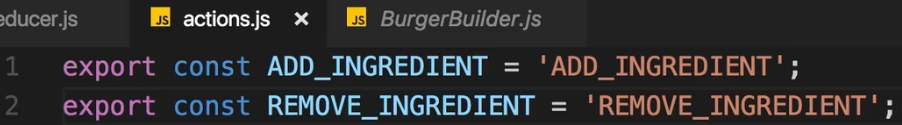 educer.js JS actions.js × JS BurgerBuilder.js
1 export const ADD_INGREDIENT = 'ADD_INGREDIENT';
2 export const REMOVE_INGREDIENT = 'REMOVE_INGREDIENT';